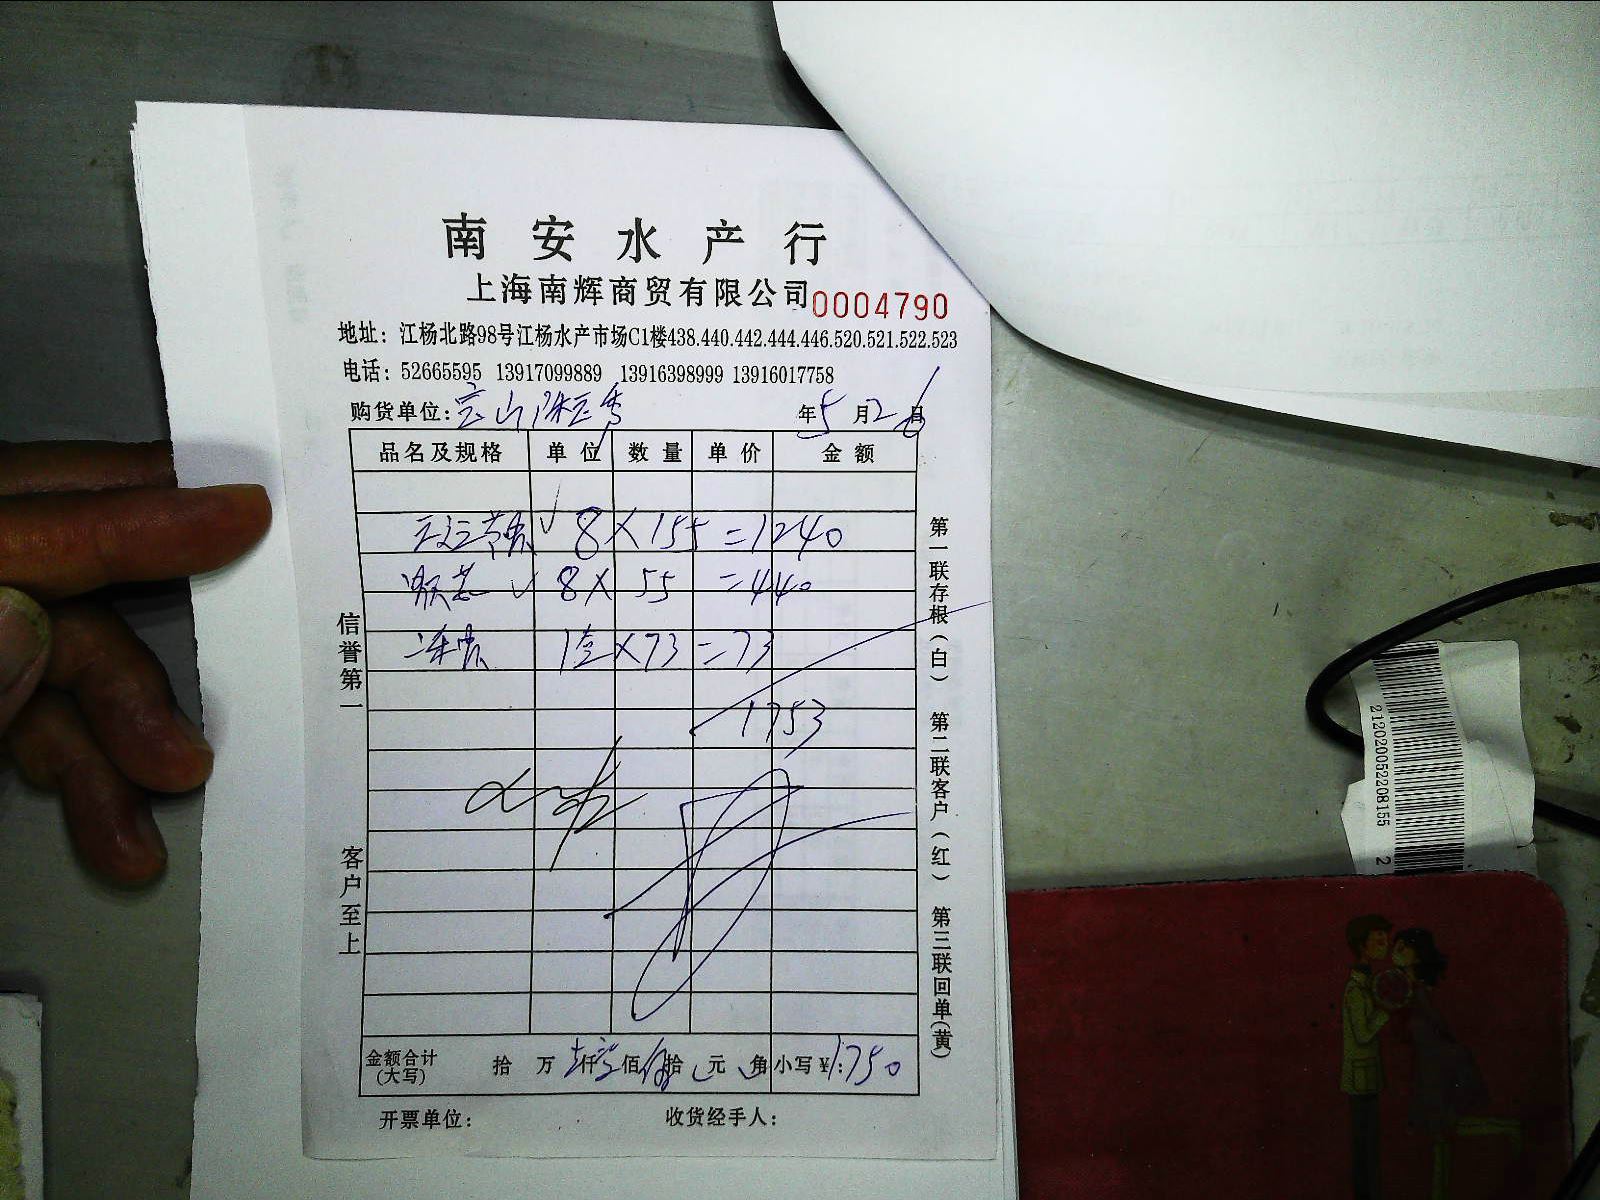 南安水产行
上海南辉商贸有限公司 0004790
地址：江杨北路98号江杨水产市场C1楼438.440.442.444.446.520.521.522.523
电话：52665595 13917099889 13916398999 13916017758
购货单位：宝山 年5月26日
品名及规格 单位 数量 单价 金额
8×155=1240
8×55=440
1×73=73
1753
金额合计(大写) 拾 万 仟 佰 拾 元 角 小写￥：1750
开票单位： 收货经手人：
信誉第一
客户至上
第一联存根(白) 第二联客户(红) 第三联回单(黄)
2120200522081552